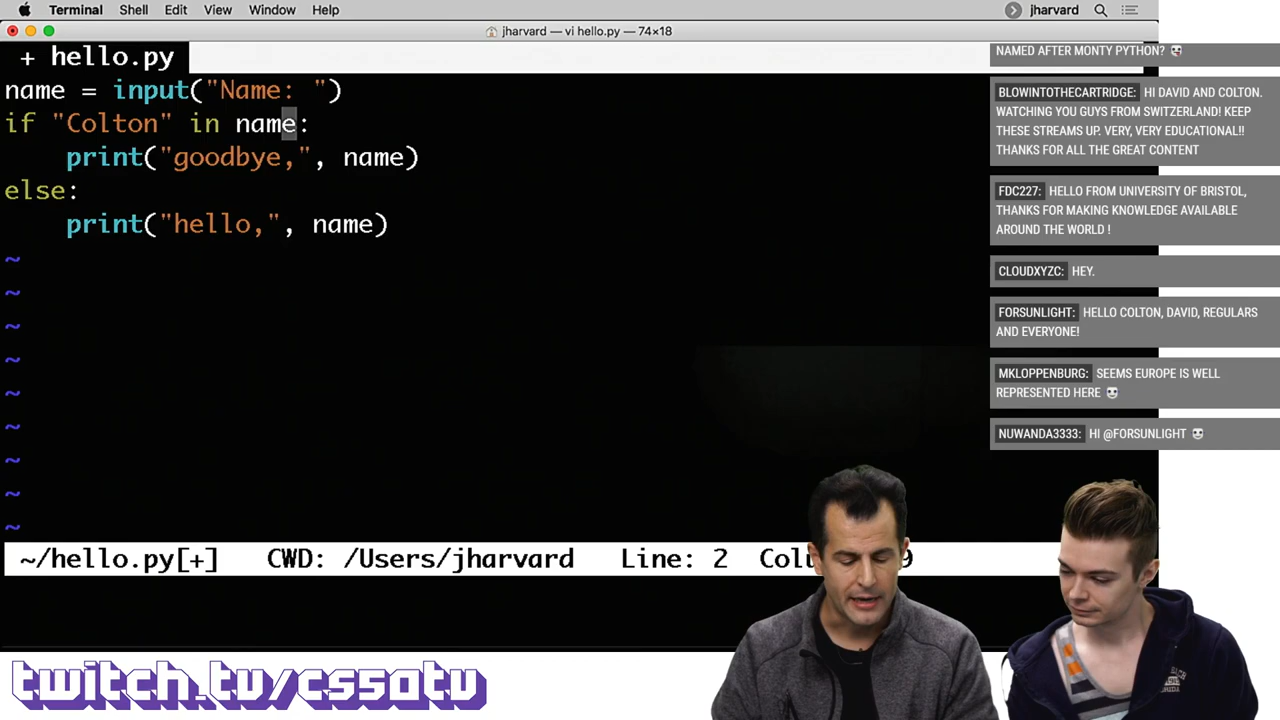 Terminal Shell Edit View Window Help
jharvard
jharvard — vi hello.py — 74×18
+ hello.py
name = input("Name: ")
if "Colton" in name:
    print("goodbye,", name)
else:
    print("hello,", name)
~
~
~
~
~
~
~
~
~
~/hello.py[+] CWD: /Users/jharvard Line: 2 Colu 9
NAMED AFTER MONTY PYTHON?
BLOWINTOTHECARTRIDGE: HI DAVID AND COLTON.
WATCHING YOU GUYS FROM SWITZERLAND! KEEP
THESE STREAMS UP. VERY, VERY EDUCATIONAL!!
THANKS FOR ALL THE GREAT CONTENT
FDC227: HELLO FROM UNIVERSITY OF BRISTOL,
THANKS FOR MAKING KNOWLEDGE AVAILABLE
AROUND THE WORLD !
CLOUDXYZC: HEY.
FORSUNLIGHT: HELLO COLTON, DAVID, REGULARS
AND EVERYONE!
MKLOPPENBURG: SEEMS EUROPE IS WELL
REPRESENTED HERE
NUWANDA3333: HI @FORSUNLIGHT
twitch.tv/cs50tv